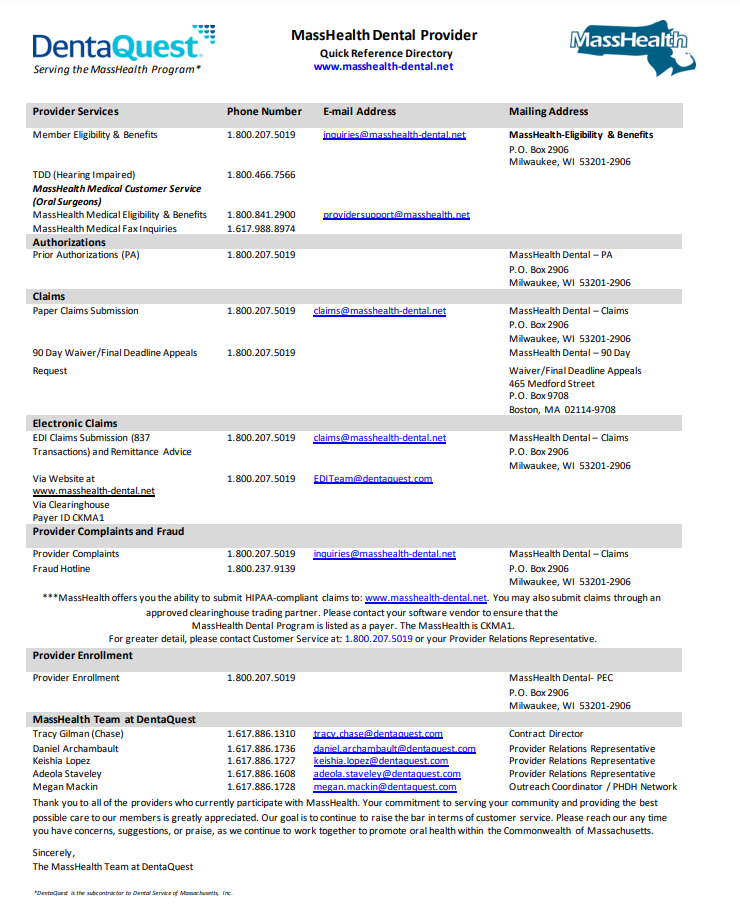 DentaQuest
Serving the MassHealth Program*
MassHealth Dental Provider
Quick Reference Directory
www.masshealth-dental.net
MassHealth
Provider Services Phone Number E-mail Address Mailing Address
Member Eligibility & Benefits 1.800.207.5019 inquiries@masshealth-dental.net MassHealth-Eligibility & Benefits
P.O. Box 2906
Milwaukee, WI 53201-2906
TDD (Hearing Impaired) 1.800.466.7566
MassHealth Medical Customer Service
(Oral Surgeons)
MassHealth Medical Eligibility & Benefits 1.800.841.2900 providersupport@masshealth.net
MassHealth Medical Fax Inquiries 1.617.988.8974
Authorizations
Prior Authorizations (PA) 1.800.207.5019 MassHealth Dental – PA
P.O. Box 2906
Milwaukee, WI 53201-2906
Claims
Paper Claims Submission 1.800.207.5019 claims@masshealth-dental.net MassHealth Dental – Claims
P.O. Box 2906
Milwaukee, WI 53201-2906
90 Day Waiver/Final Deadline Appeals 1.800.207.5019 MassHealth Dental – 90 Day
Request Waiver/Final Deadline Appeals
465 Medford Street
P.O. Box 9708
Boston, MA 02114-9708
Electronic Claims
EDI Claims Submission (837 1.800.207.5019 claims@masshealth-dental.net MassHealth Dental – Claims
Transactions) and Remittance Advice P.O. Box 2906
Milwaukee, WI 53201-2906
Via Website at 1.800.207.5019 EDITeam@dentaquest.com
www.masshealth-dental.net
Via Clearinghouse
Payer ID CKMA1
Provider Complaints and Fraud
Provider Complaints 1.800.207.5019 inquiries@masshealth-dental.net MassHealth Dental – Claims
Fraud Hotline 1.800.237.9139 P.O. Box 2906
Milwaukee, WI 53201-2906
***MassHealth offers you the ability to submit HIPAA-compliant claims to: www.masshealth-dental.net. You may also submit claims through an
approved clearinghouse trading partner. Please contact your software vendor to ensure that the
MassHealth Dental Program is listed as a payer. The MassHealth is CKMA1.
For greater detail, please contact Customer Service at: 1.800.207.5019 or your Provider Relations Representative.
Provider Enrollment
Provider Enrollment 1.800.207.5019 MassHealth Dental- PEC
P.O. Box 2906
Milwaukee, WI 53201-2906
MassHealth Team at DentaQuest
Tracy Gilman (Chase) 1.617.886.1310 tracy.chase@dentaquest.com Contract Director
Daniel Archambault 1.617.886.1736 daniel.archambault@dentaquest.com Provider Relations Representative
Keishia Lopez 1.617.886.1727 keishia.lopez@dentaquest.com Provider Relations Representative
Adeola Staveley 1.617.886.1608 adeola.staveley@dentaquest.com Provider Relations Representative
Megan Mackin 1.617.886.1728 megan.mackin@dentaquest.com Outreach Coordinator / PHDH Network
Thank you to all of the providers who currently participate with MassHealth. Your commitment to serving your community and providing the best
possible care to our members is greatly appreciated. Our goal is to continue to raise the bar in terms of customer service. Please reach our any time
you have concerns, suggestions, or praise, as we continue to work together to promote oral health within the Commonwealth of Massachusetts.
Sincerely,
The MassHealth Team at DentaQuest
*DentaQuest is the subcontractor to Dental Service of Massachusetts, Inc.